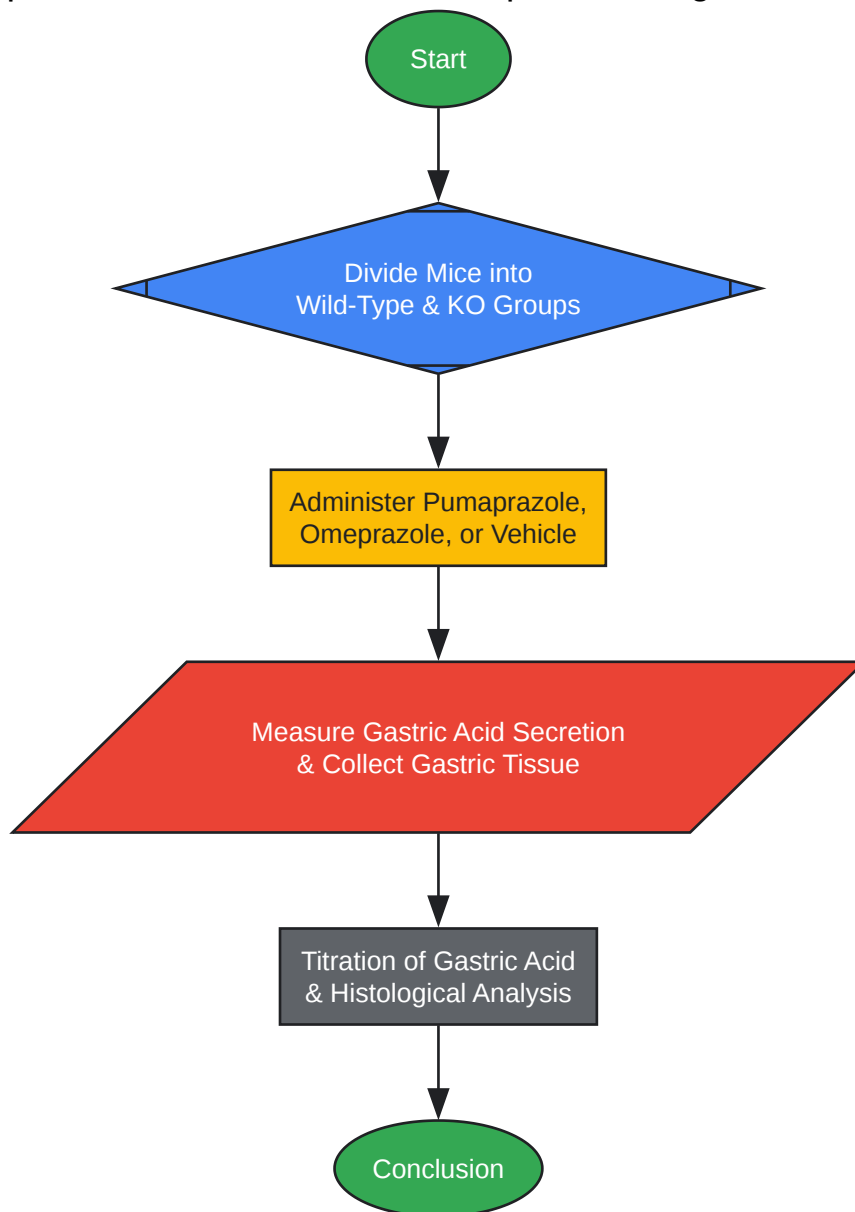 Start
Divide Mice into
Wild-Type & KO Groups
Administer Pumaprazole,
Omeprazole, or Vehicle
Measure Gastric Acid Secretion
& Collect Gastric Tissue
Titration of Gastric Acid
& Histological Analysis
Conclusion